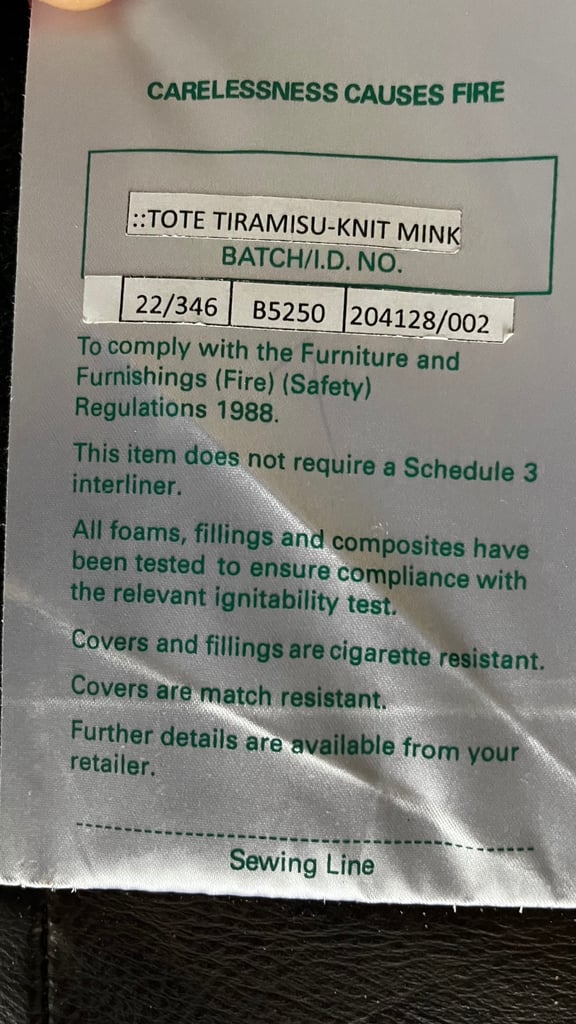 CARELESSNESS CAUSES FIRE
::TOTE TIRAMISU-KNIT MINK
BATCH/I.D. NO.
22/346 B5250 204128/002
To comply with the Furniture and
Furnishings (Fire) (Safety)
Regulations 1988.
This item does not require a Schedule 3
interliner.
All foams, fillings and composites have
been tested to ensure compliance with
the relevant ignitability test.
Covers and fillings are cigarette resistant.
Covers are match resistant.
Further details are available from your
retailer.
Sewing Line